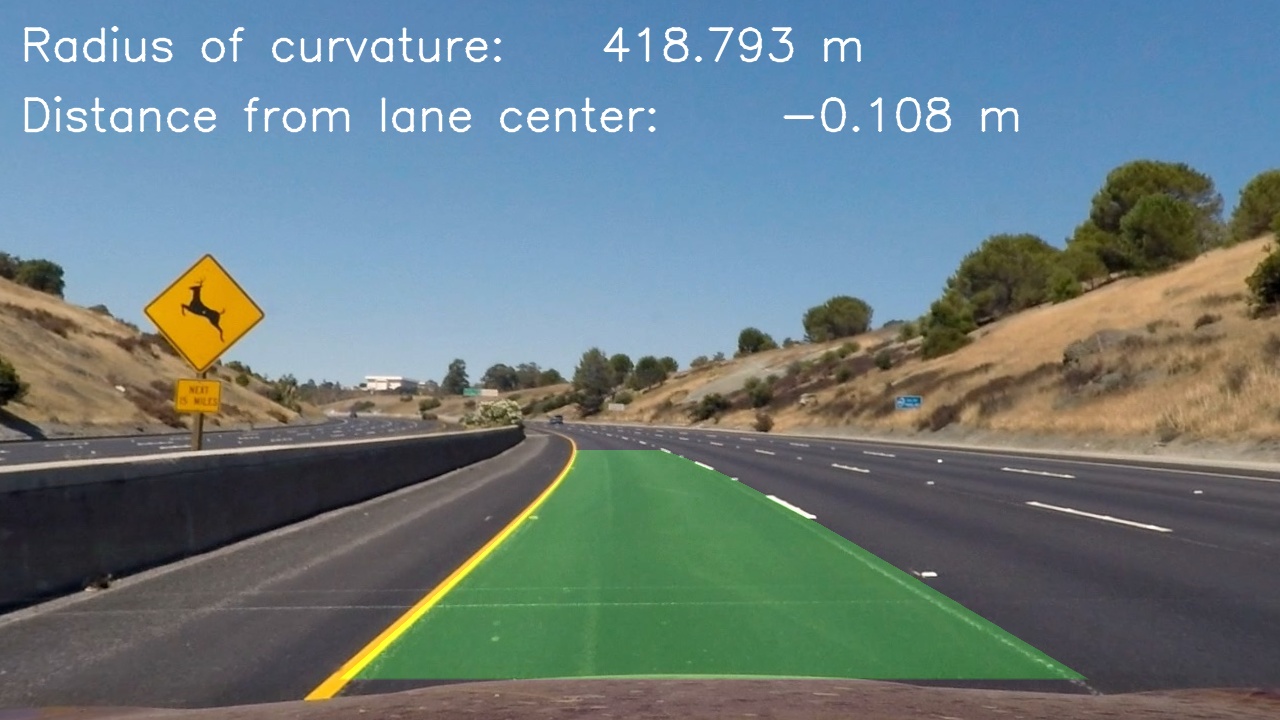 Radius of curvature: 418.793 m
Distance from lane center: -0.108 m
NEXT
15 MILES